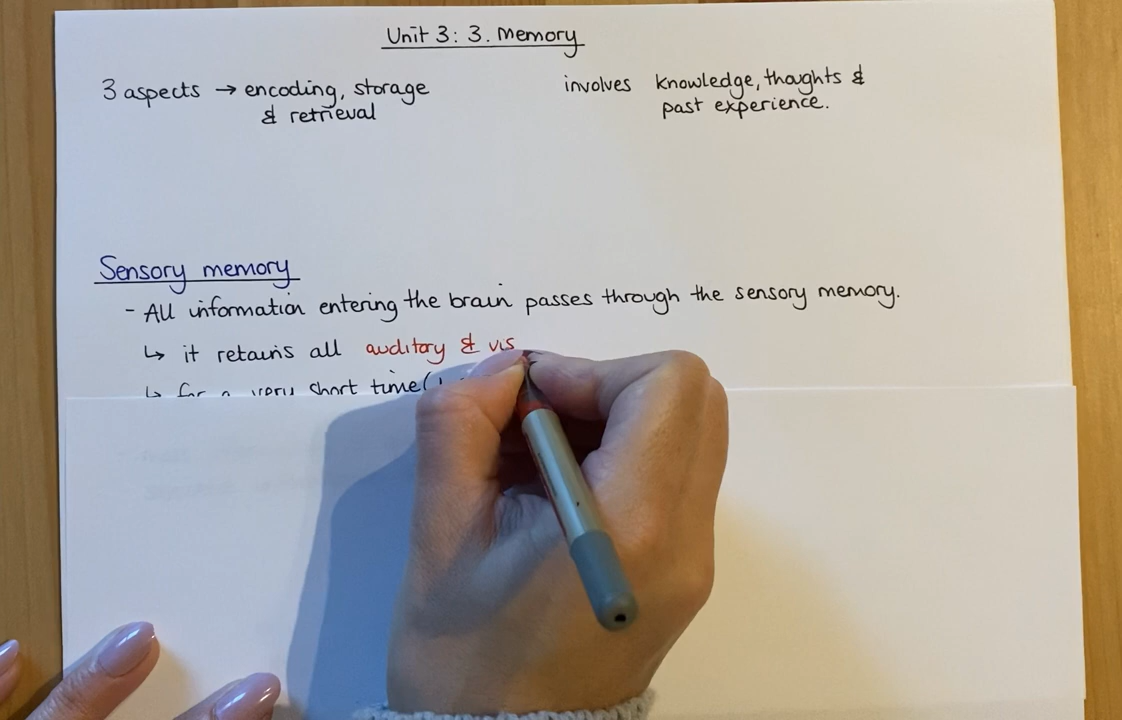 Unit 3: 3. Memory
3 aspects → encoding, storage
& retrieval
involves knowledge, thoughts &
past experience.
Sensory memory
- All information entering the brain passes through the sensory memory.
↳ it retains all auditory & vis
↳ for a very short time(